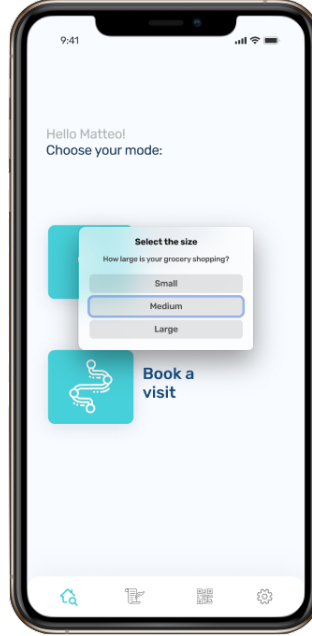 9:41
Hello Matteo!
Choose your mode:
Select the size
How large is your grocery shopping?
Small
Medium
Large
Book a
visit